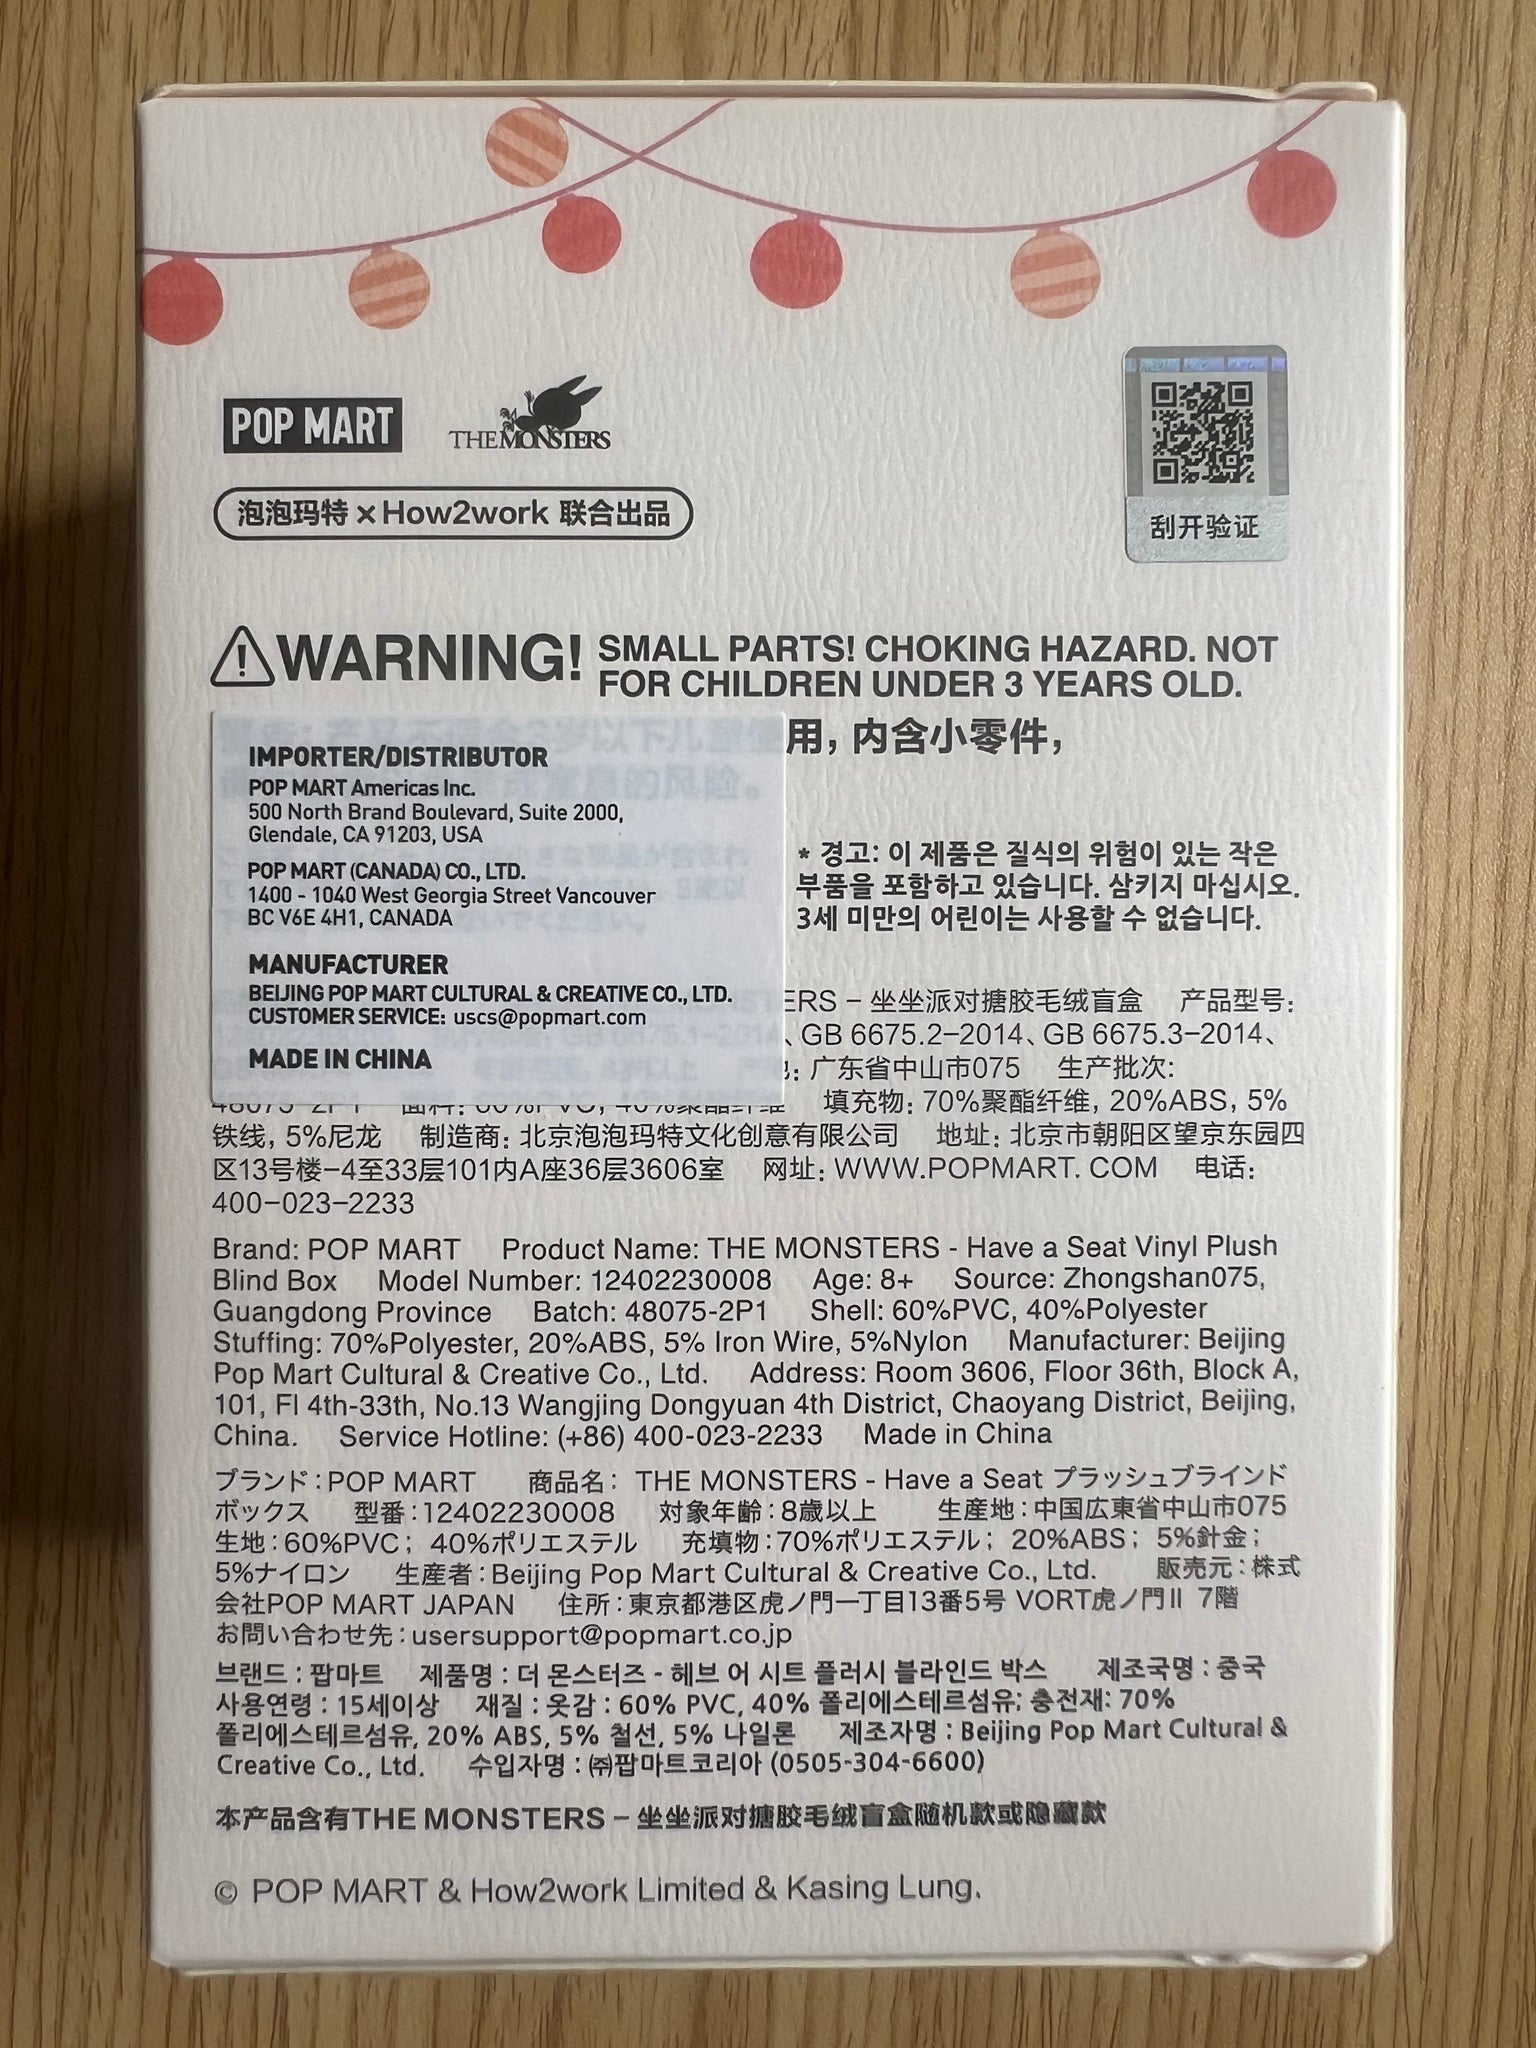 POP MART
THE MONSTERS
泡泡玛特 × How2work 联合出品
刮开验证
WARNING! SMALL PARTS! CHOKING HAZARD. NOT
FOR CHILDREN UNDER 3 YEARS OLD.
用，内含小零件，
IMPORTER/DISTRIBUTOR
POP MART Americas Inc.
500 North Brand Boulevard, Suite 2000,
Glendale, CA 91203, USA
POP MART (CANADA) CO., LTD.
1400 - 1040 West Georgia Street Vancouver
BC V6E 4H1, CANADA
MANUFACTURER
BEIJING POP MART CULTURAL & CREATIVE CO., LTD.
CUSTOMER SERVICE: uscs@popmart.com
MADE IN CHINA
* 경고: 이 제품은 질식의 위험이 있는 작은
부품을 포함하고 있습니다. 삼키지 마십시오.
3세 미만의 어린이는 사용할 수 없습니다.
STERS – 坐坐派对搪胶毛绒盲盒 产品型号:
、GB 6675.2–2014、GB 6675.3–2014、
: 广东省中山市075 生产批次:
48075-2P1 面料: 60%PVC, 40%聚酯纤维 填充物: 70%聚酯纤维, 20%ABS, 5%
铁线, 5%尼龙 制造商: 北京泡泡玛特文化创意有限公司 地址: 北京市朝阳区望京东园四
区13号楼–4至33层101内A座36层3606室 网址: WWW.POPMART. COM 电话:
400–023–2233
Brand: POP MART Product Name: THE MONSTERS - Have a Seat Vinyl Plush
Blind Box Model Number: 12402230008 Age: 8+ Source: Zhongshan075,
Guangdong Province Batch: 48075-2P1 Shell: 60%PVC, 40%Polyester
Stuffing: 70%Polyester, 20%ABS, 5% Iron Wire, 5%Nylon Manufacturer: Beijing
Pop Mart Cultural & Creative Co., Ltd. Address: Room 3606, Floor 36th, Block A,
101, Fl 4th-33th, No.13 Wangjing Dongyuan 4th District, Chaoyang District, Beijing,
China. Service Hotline: (+86) 400-023-2233 Made in China
ブランド：POP MART 商品名： THE MONSTERS - Have a Seat プラッシュブラインド
ボックス 型番：12402230008 対象年齢：8歳以上 生産地：中国広東省中山市075
生地：60%PVC； 40%ポリエステル 充填物：70%ポリエステル； 20%ABS； 5%針金；
5%ナイロン 生産者：Beijing Pop Mart Cultural & Creative Co., Ltd. 販売元：株式
会社POP MART JAPAN 住所：東京都港区虎ノ門一丁目13番5号 VORT虎ノ門Ⅱ 7階
お問い合わせ先：usersupport@popmart.co.jp
브랜드 : 팝마트 제품명 : 더 몬스터즈 - 헤브 어 시트 플러시 블라인드 박스 제조국명 : 중국
사용연령 : 15세이상 재질 : 옷감 : 60% PVC, 40% 폴리에스테르섬유; 충전재: 70%
폴리에스테르섬유, 20% ABS, 5% 철선, 5% 나일론 제조자명 : Beijing Pop Mart Cultural &
Creative Co., Ltd. 수입자명 : ㈜팝마트코리아 (0505-304-6600)
本产品含有THE MONSTERS – 坐坐派对搪胶毛绒盲盒随机款或隐藏款
© POP MART & How2work Limited & Kasing Lung.